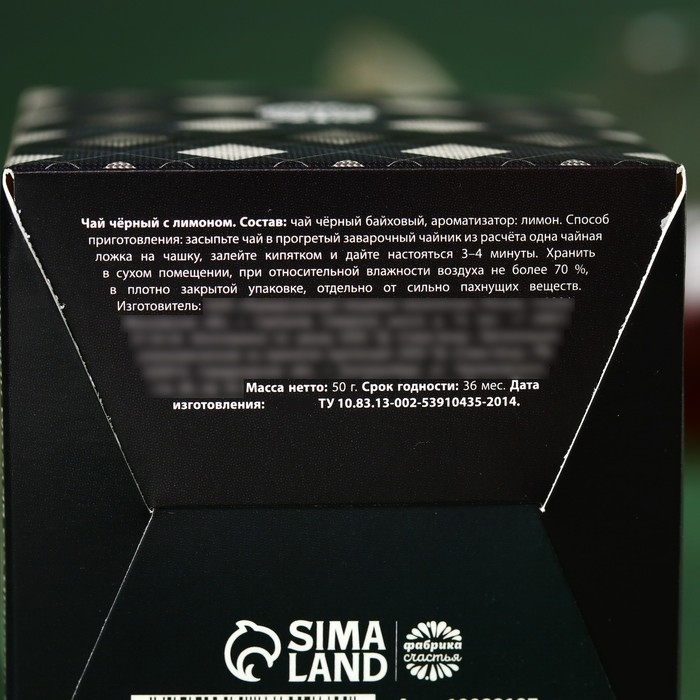 Чай чёрный с лимоном. Состав: чай чёрный байховый, ароматизатор: лимон. Способ
приготовления: засыпьте чай в прогретый заварочный чайник из расчёта одна чайная
ложка на чашку, залейте кипятком и дайте настояться 3–4 минуты. Хранить
в сухом помещении, при относительной влажности воздуха не более 70 %,
в плотно закрытой упаковке, отдельно от сильно пахнущих веществ.
Изготовитель:
Масса нетто: 50 г. Срок годности: 36 мес. Дата
изготовления: ТУ 10.83.13-002-53910435-2014.
SIMA
LAND
фабрика
счастья